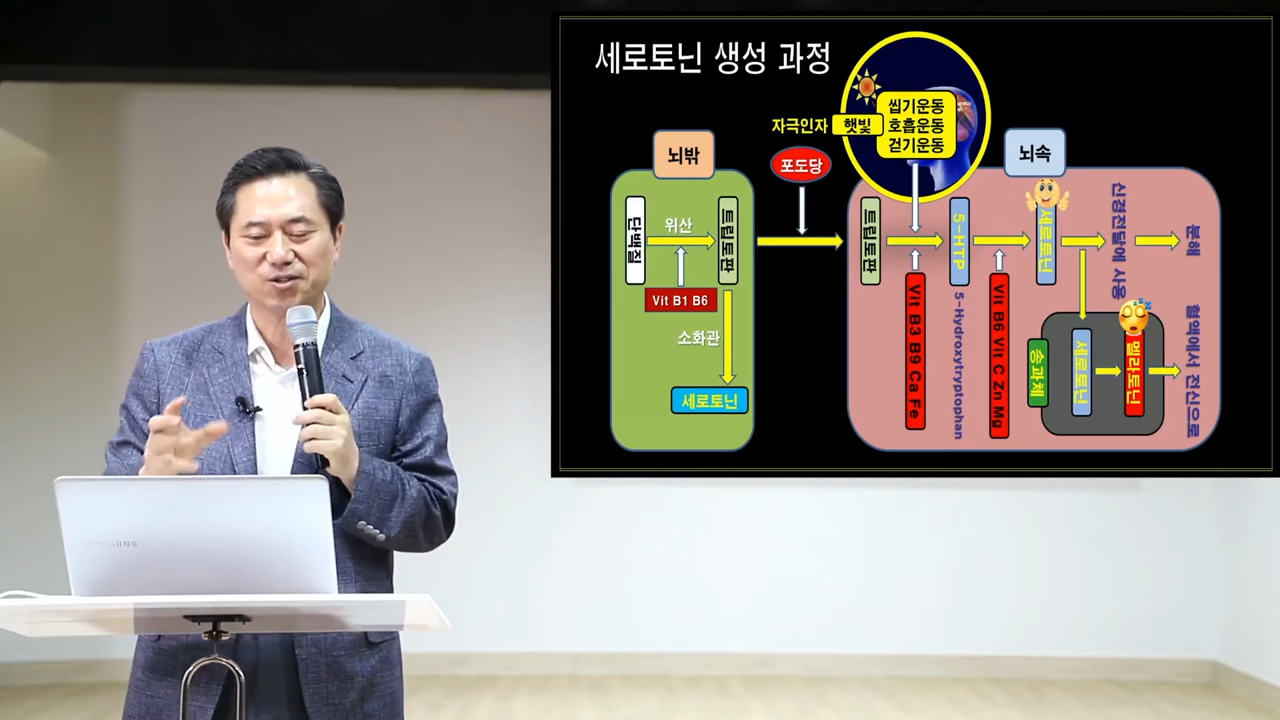 세로토닌 생성 과정
씹기운동
호흡운동
걷기운동
자극인자
햇빛
뇌밖
포도당
뇌속
단백질
위산
트립토판
Vit B1 B6
소화관
세로토닌
트립토판
5-HTP
세로토닌
신경전달에 사용
분해
Vit B3 B9 Ca Fe
5-Hydroxytryptophan
Vit B6 Vit C Zn Mg
송과체
세로토닌
멜라토닌
혈액에서 전신으로
SAMSUNG